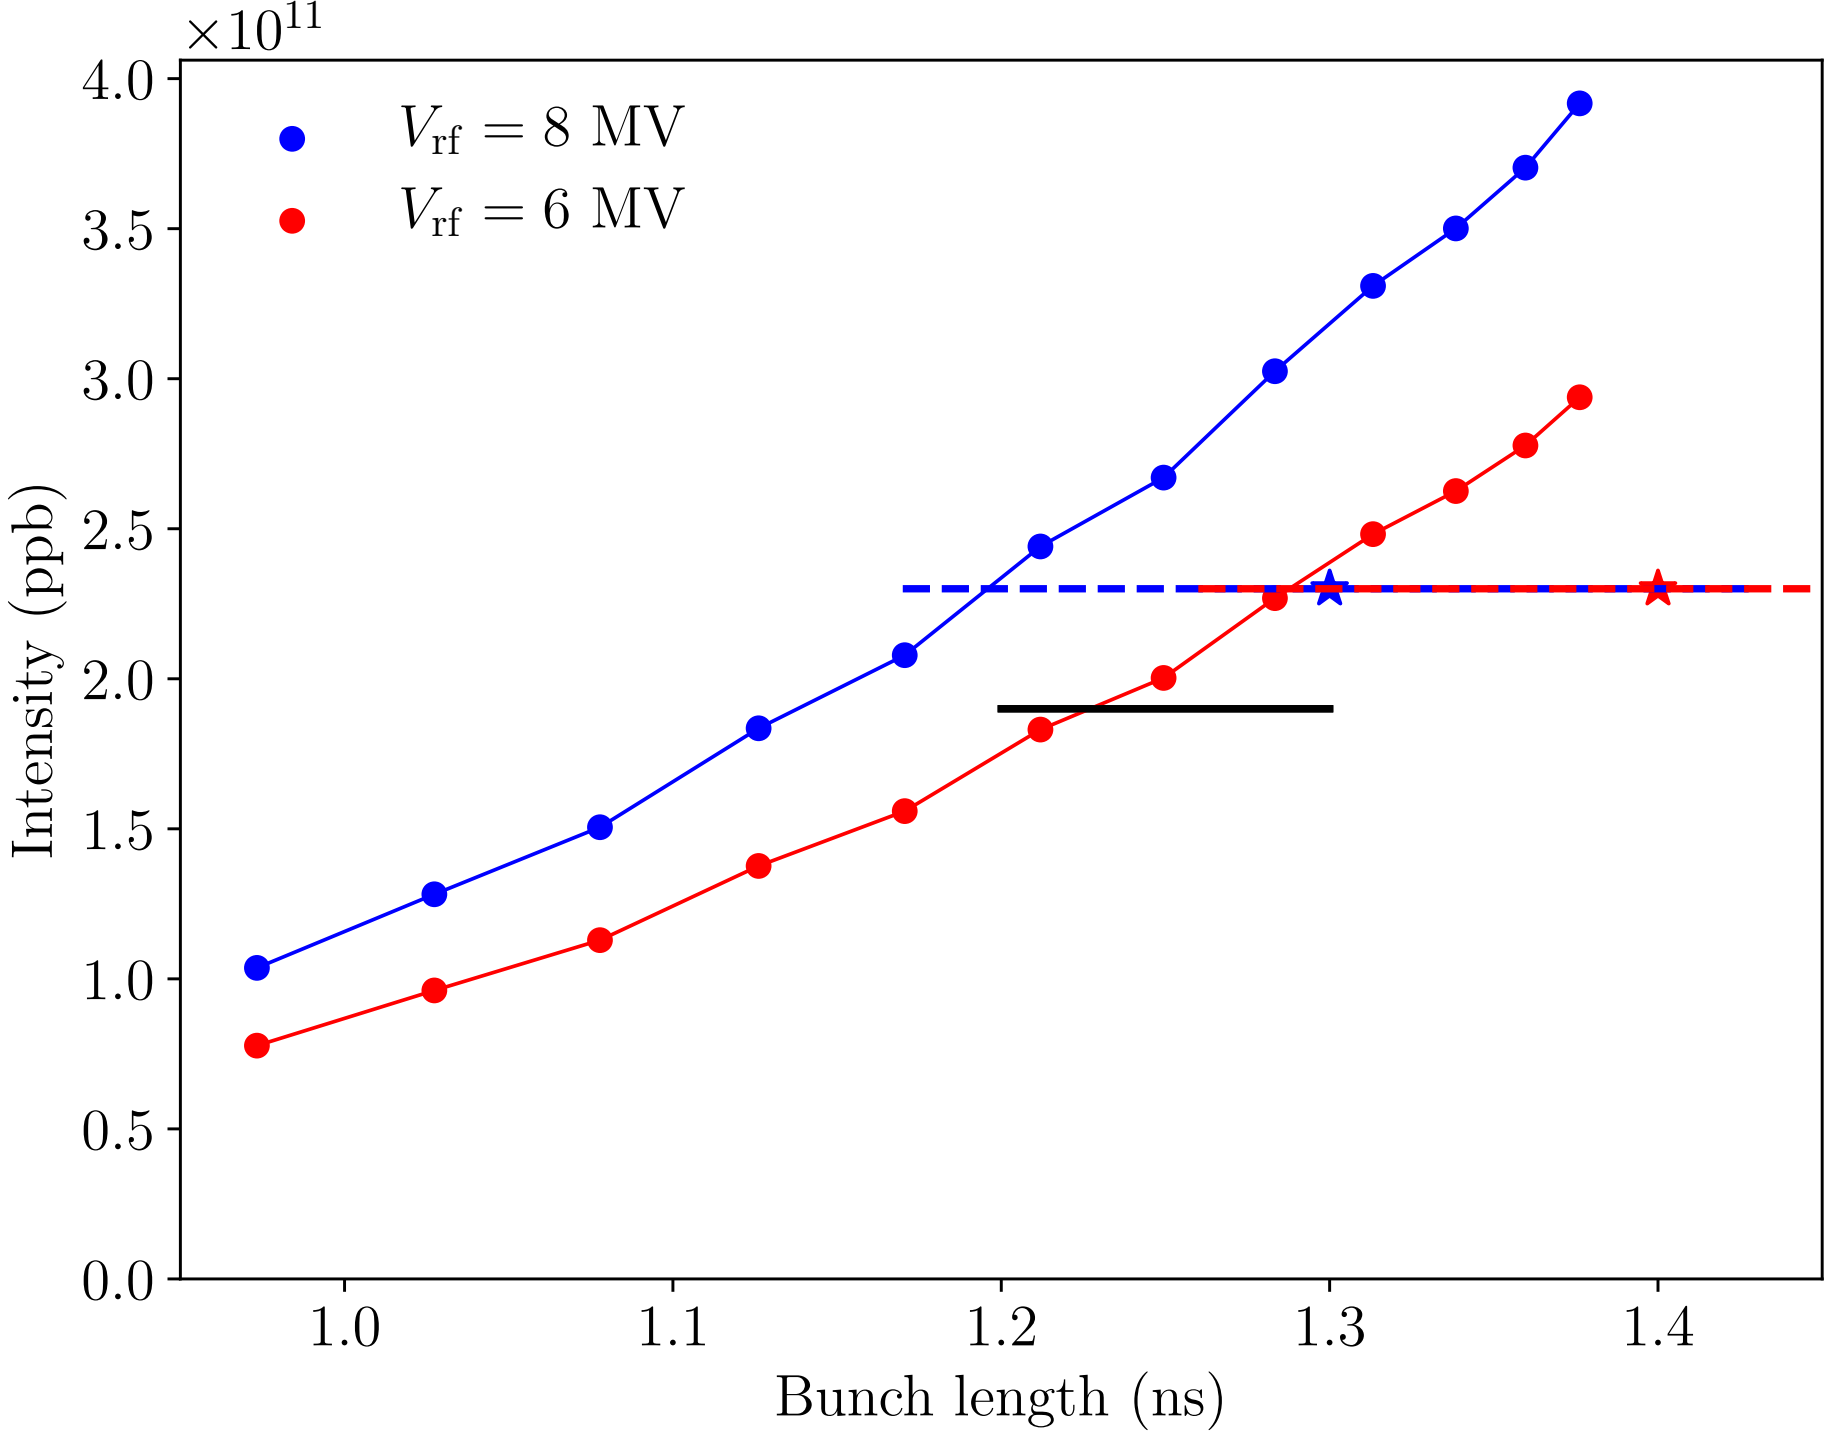 ×10¹¹
4.0
3.5
3.0
2.5
2.0
1.5
1.0
0.5
0.0
Intensity (ppb)
V_rf = 8 MV
V_rf = 6 MV
1.0 1.1 1.2 1.3 1.4
Bunch length (ns)